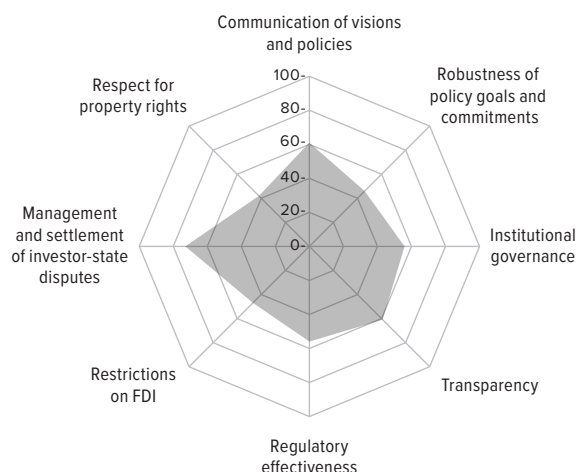 Communication of visions
and policies
Robustness of
policy goals and
commitments
Institutional
governance
Transparency
Regulatory
effectiveness
Restrictions
on FDI
Management
and settlement
of investor-state
disputes
Respect for
property rights
100-
80-
60-
40-
20-
0-